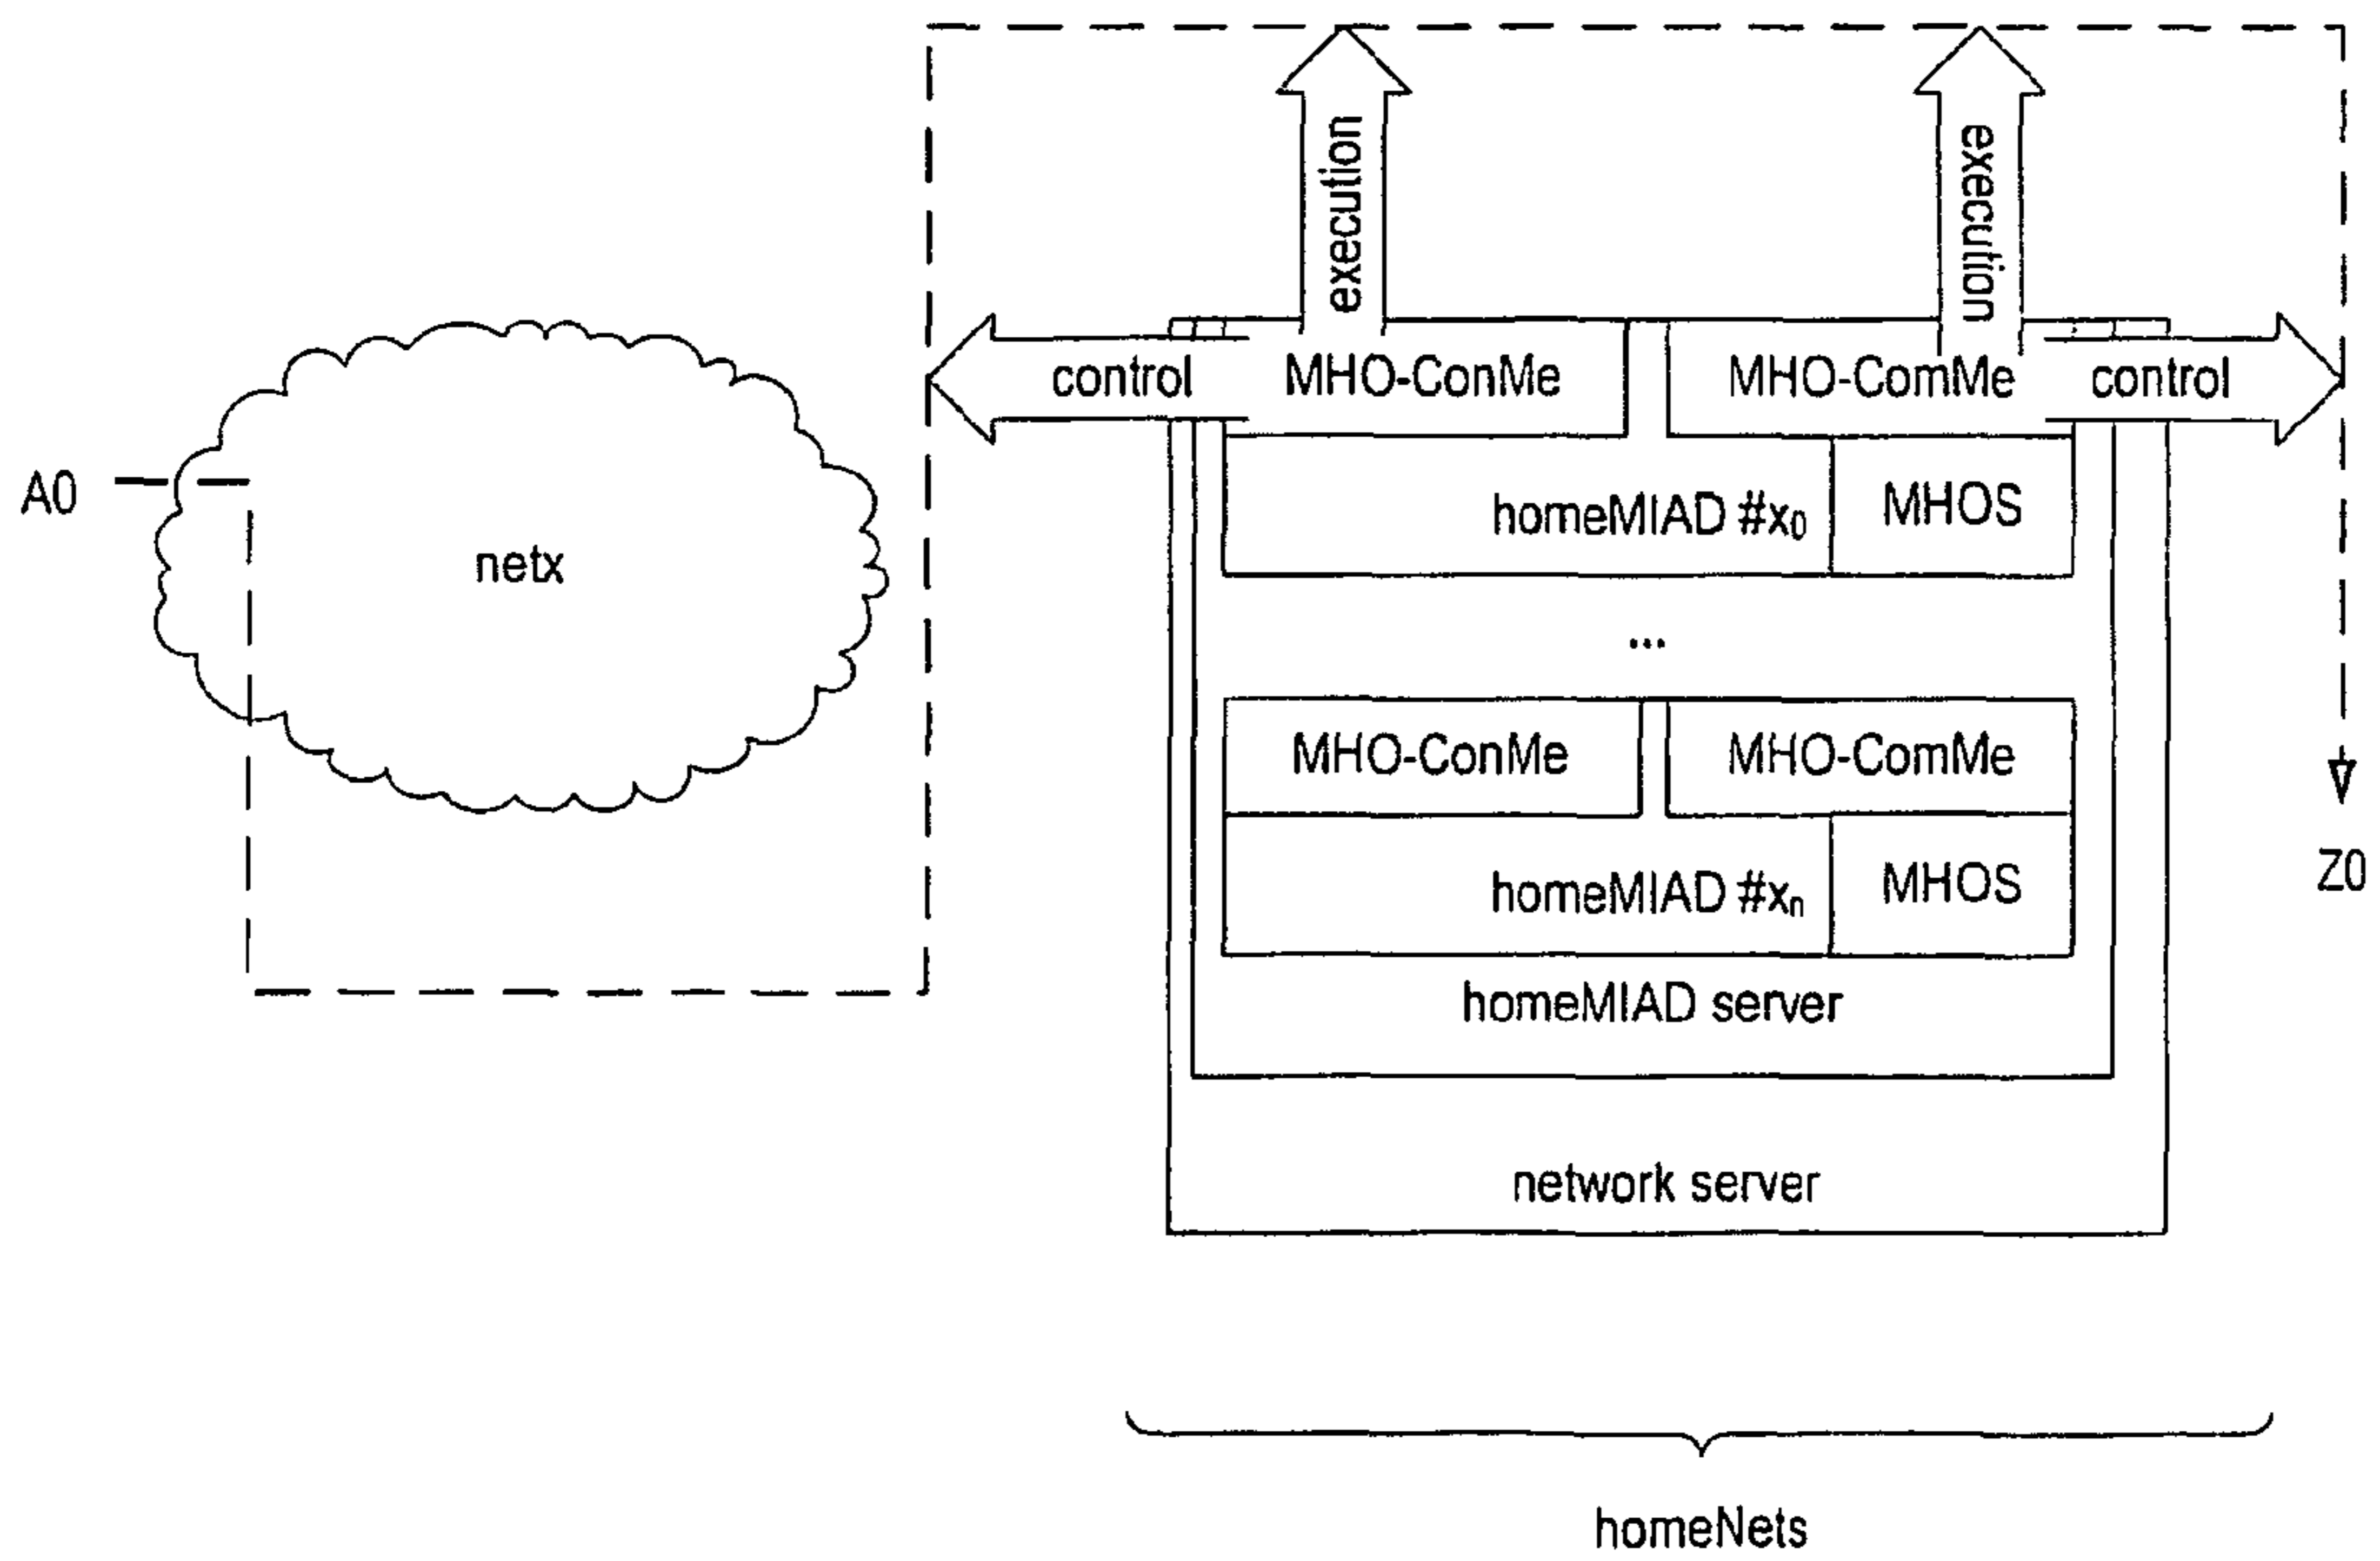 execution
execution
control
MHO-ConMe
MHO-ComMe
control
A0
netx
homeMIAD #x₀
MHOS
...
MHO-ConMe
MHO-ComMe
homeMIAD #xₙ
MHOS
Z0
homeMIAD server
network server
homeNets